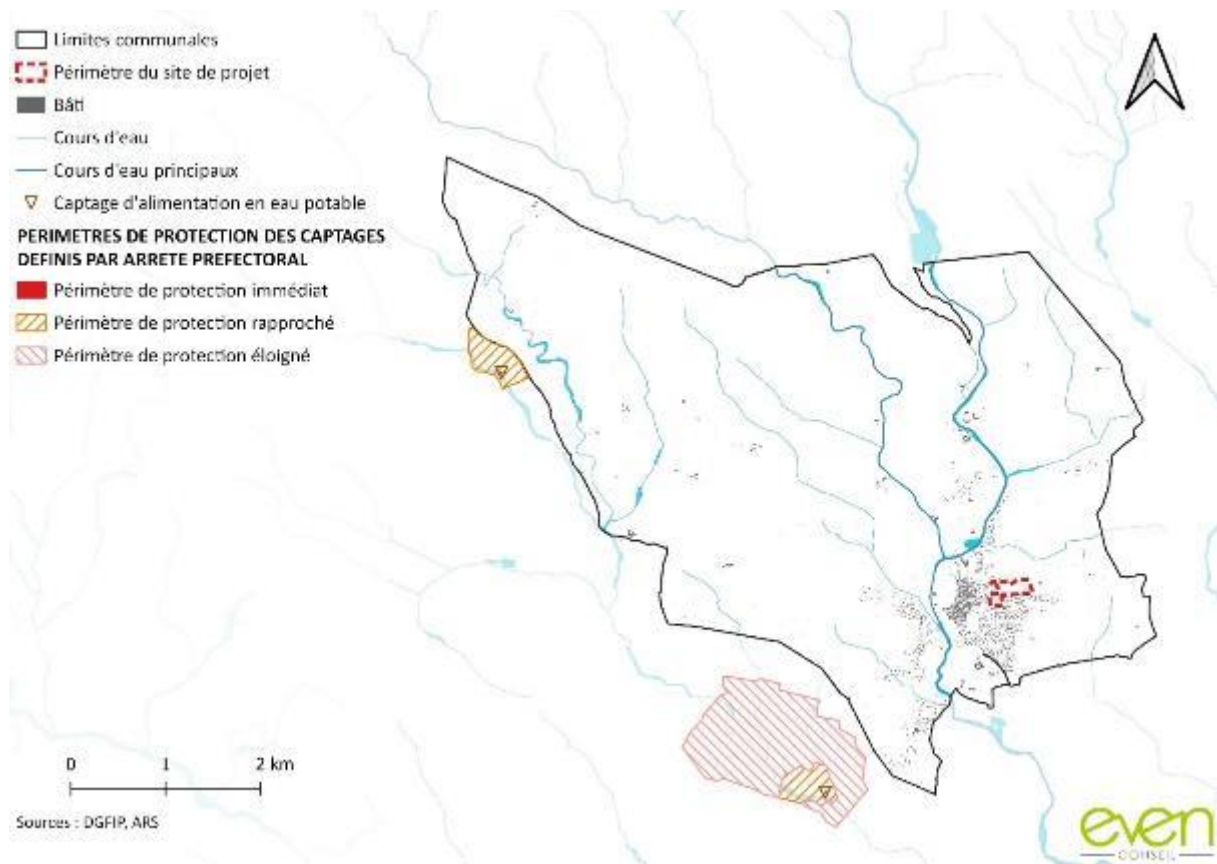 Limites communales
Périmètre du site de projet
Bâti
Cours d'eau
Cours d'eau principaux
Captage d'alimentation en eau potable
PERIMETRES DE PROTECTION DES CAPTAGES
DEFINIS PAR ARRETE PREFECTORAL
Périmètre de protection immédiat
Périmètre de protection rapproché
Périmètre de protection éloigné
0 1 2 km
Sources : DGFIP, ARS
even
CONSEIL